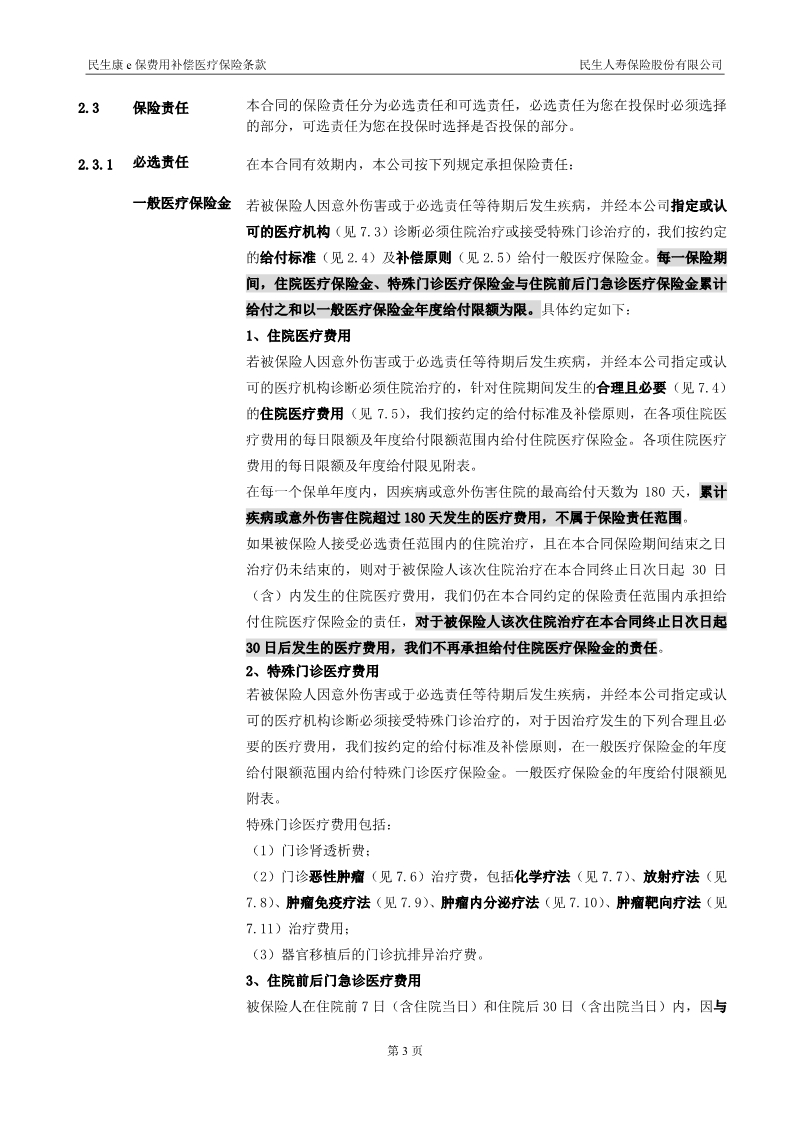 民生康 e 保费用补偿医疗保险条款 民生人寿保险股份有限公司
2.3 保险责任 本合同的保险责任分为必选责任和可选责任，必选责任为您在投保时必须选择
的部分，可选责任为您在投保时选择是否投保的部分。
2.3.1 必选责任 在本合同有效期内，本公司按下列规定承担保险责任：
一般医疗保险金 若被保险人因意外伤害或于必选责任等待期后发生疾病，并经本公司指定或认
可的医疗机构（见 7.3）诊断必须住院治疗或接受特殊门诊治疗的，我们按约定
的给付标准（见 2.4）及补偿原则（见 2.5）给付一般医疗保险金。每一保险期
间，住院医疗保险金、特殊门诊医疗保险金与住院前后门急诊医疗保险金累计
给付之和以一般医疗保险金年度给付限额为限。具体约定如下：
1、住院医疗费用
若被保险人因意外伤害或于必选责任等待期后发生疾病，并经本公司指定或认
可的医疗机构诊断必须住院治疗的，针对住院期间发生的合理且必要（见 7.4）
的住院医疗费用（见 7.5），我们按约定的给付标准及补偿原则，在各项住院医
疗费用的每日限额及年度给付限额范围内给付住院医疗保险金。各项住院医疗
费用的每日限额及年度给付限见附表。
在每一个保单年度内，因疾病或意外伤害住院的最高给付天数为 180 天，累计
疾病或意外伤害住院超过 180 天发生的医疗费用，不属于保险责任范围。
如果被保险人接受必选责任范围内的住院治疗，且在本合同保险期间结束之日
治疗仍未结束的，则对于被保险人该次住院治疗在本合同终止日次日起 30 日
（含）内发生的住院医疗费用，我们仍在本合同约定的保险责任范围内承担给
付住院医疗保险金的责任，对于被保险人该次住院治疗在本合同终止日次日起
30 日后发生的医疗费用，我们不再承担给付住院医疗保险金的责任。
2、特殊门诊医疗费用
若被保险人因意外伤害或于必选责任等待期后发生疾病，并经本公司指定或认
可的医疗机构诊断必须接受特殊门诊治疗的，对于因治疗发生的下列合理且必
要的医疗费用，我们按约定的给付标准及补偿原则，在一般医疗保险金的年度
给付限额范围内给付特殊门诊医疗保险金。一般医疗保险金的年度给付限额见
附表。
特殊门诊医疗费用包括：
（1）门诊肾透析费；
（2）门诊恶性肿瘤（见 7.6）治疗费，包括化学疗法（见 7.7）、放射疗法（见
7.8）、肿瘤免疫疗法（见 7.9）、肿瘤内分泌疗法（见 7.10）、肿瘤靶向疗法（见
7.11）治疗费用；
（3）器官移植后的门诊抗排异治疗费。
3、住院前后门急诊医疗费用
被保险人在住院前 7 日（含住院当日）和住院后 30 日（含出院当日）内，因与
第 3 页